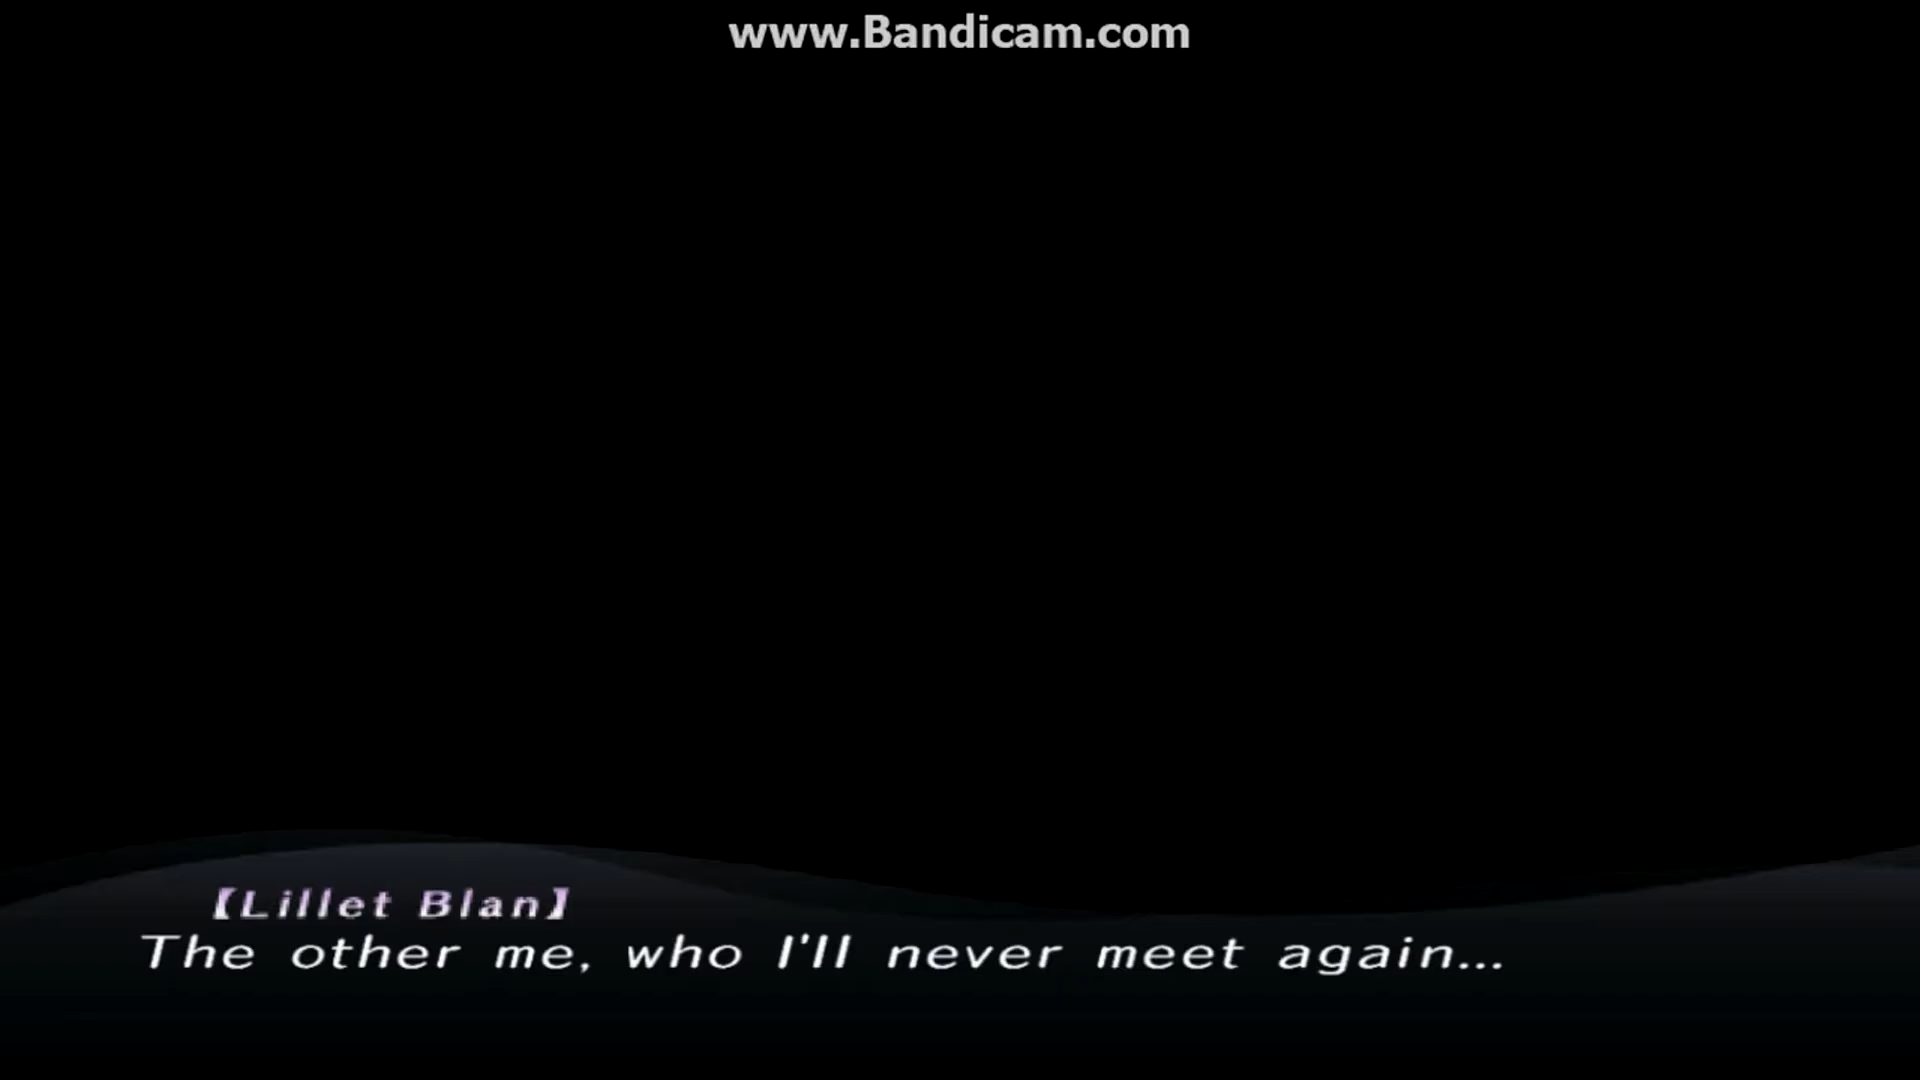 www.Bandicam.com
【Lillet Blan】
The other me, who I'll never meet again...